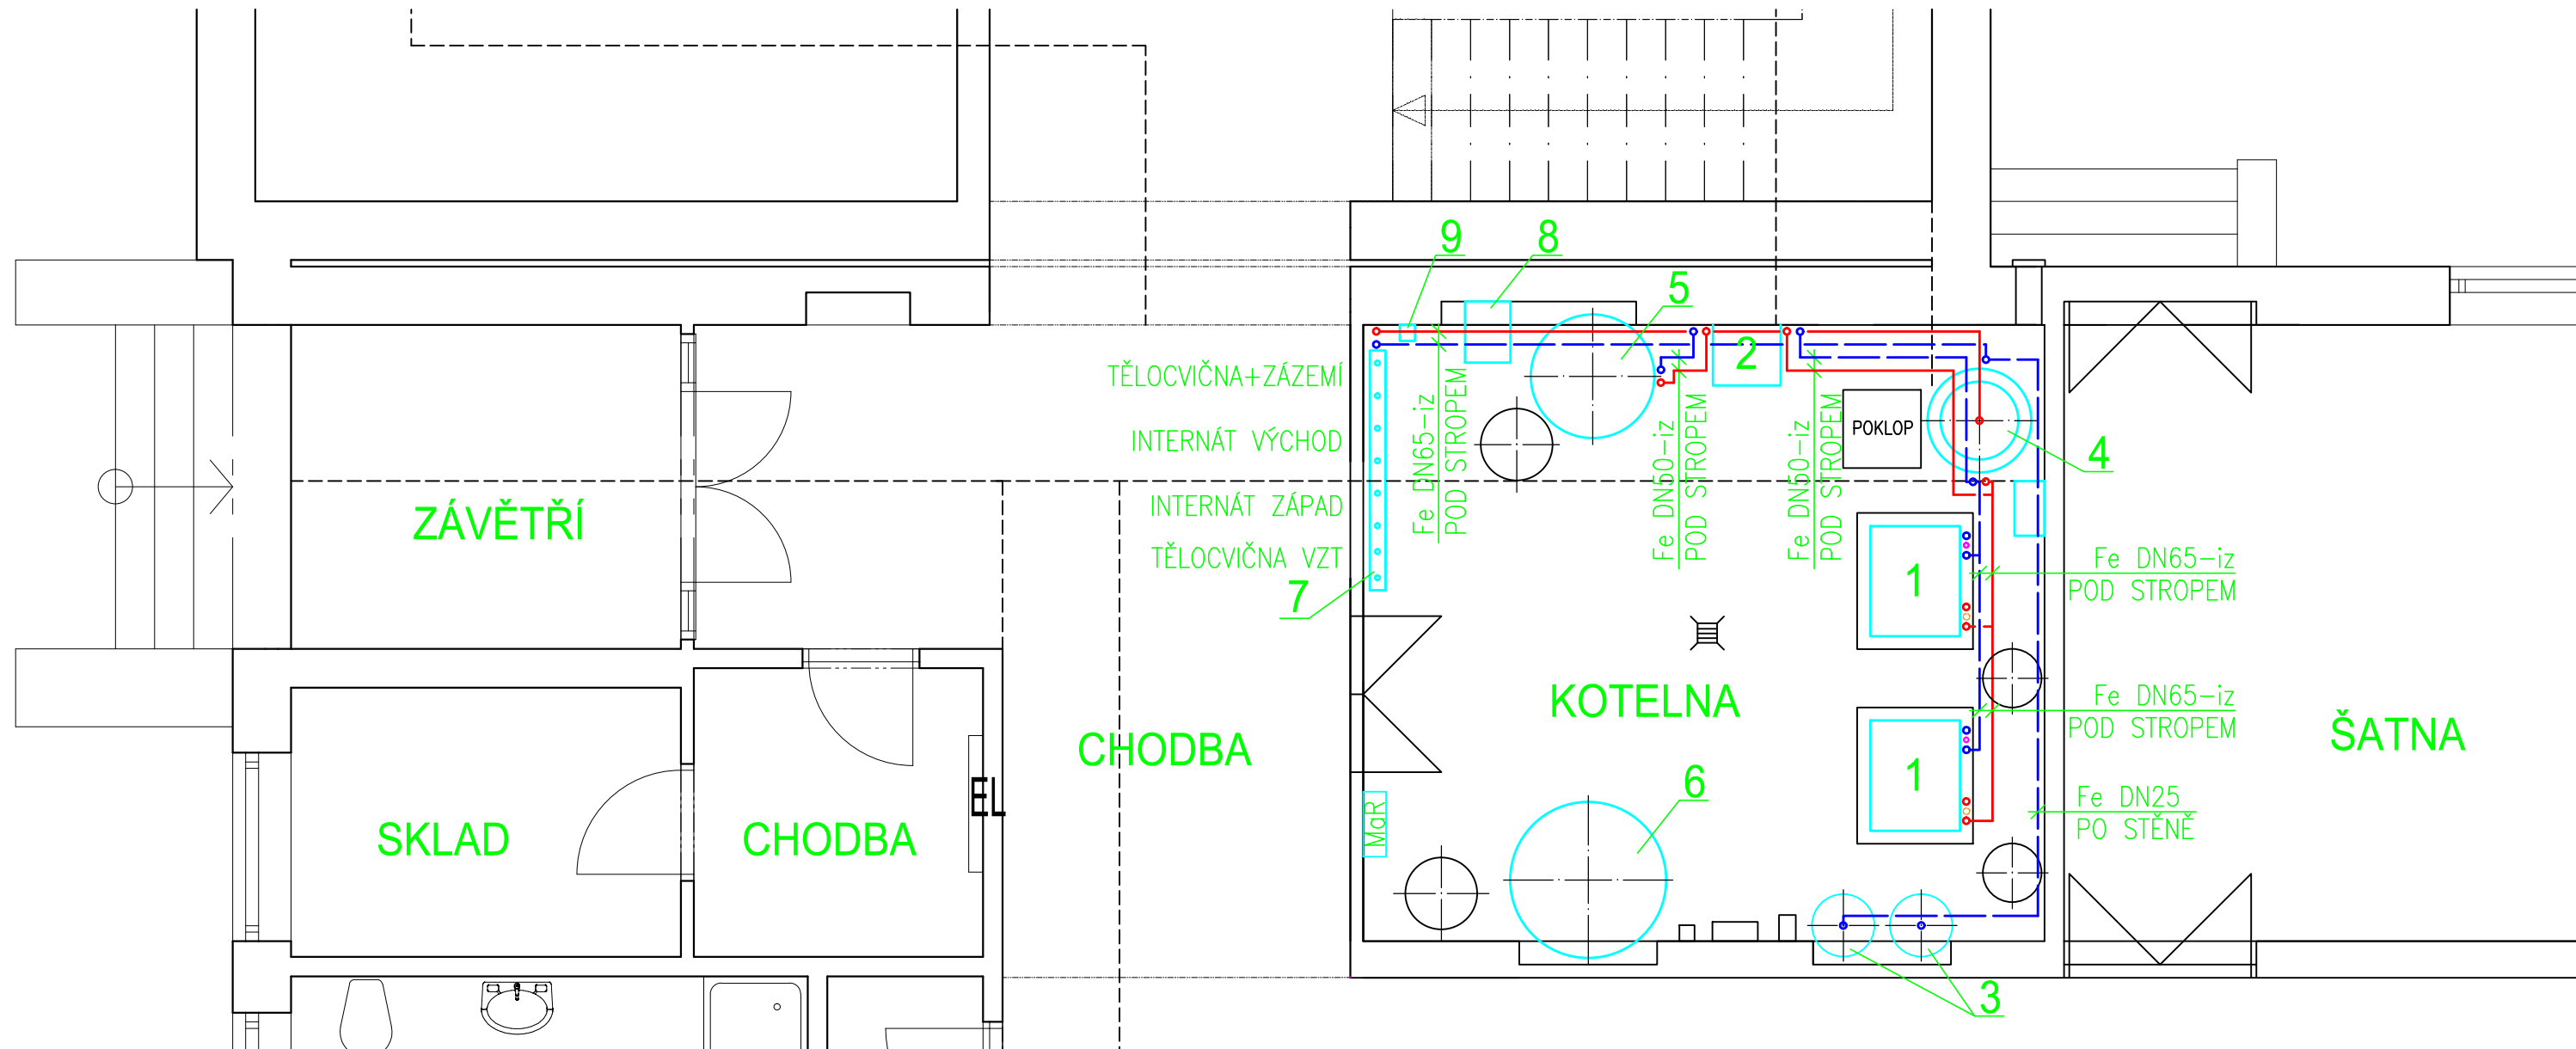 9
8
5
2
TĚLOCVIČNA+ZÁZEMÍ
INTERNÁT VÝCHOD
INTERNÁT ZÁPAD
TĚLOCVIČNA VZT
7
Fe DN65-iz
POD STROPEM
Fe DN50-iz
POD STROPEM
Fe DN50-iz
POD STROPEM
POKLOP
4
ZÁVĚTŘÍ
1
Fe DN65-iz
POD STROPEM
KOTELNA
Fe DN65-iz
POD STROPEM
ŠATNA
CHODBA
1
6
EL
MaR
Fe DN25
PO STĚNĚ
SKLAD
CHODBA
3